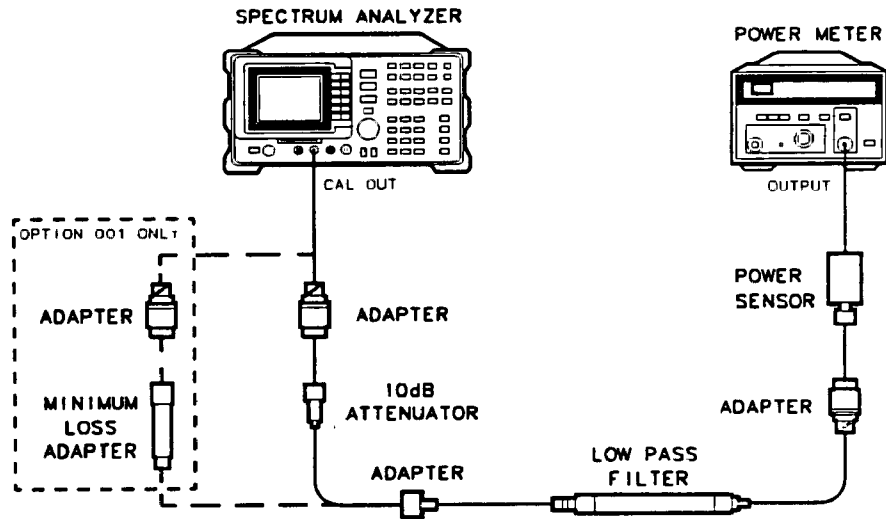 SPECTRUM ANALYZER
POWER METER
CAL OUT
OUTPUT
OPTION 001 ONLY
ADAPTER
ADAPTER
POWER
SENSOR
MINIMUM
LOSS
ADAPTER
10dB
ATTENUATOR
ADAPTER
ADAPTER
LOW PASS
FILTER